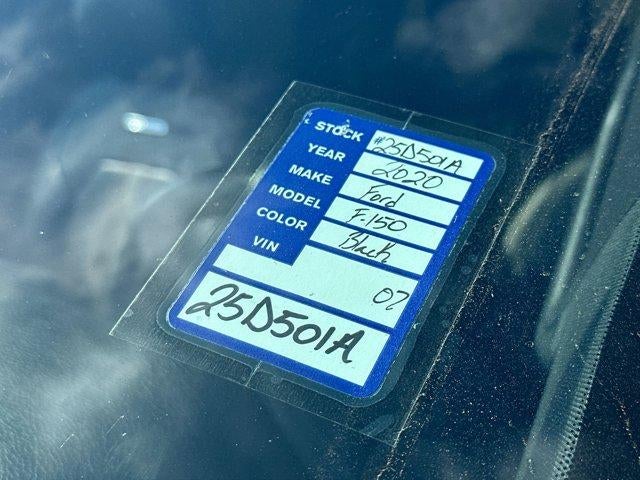 STOCK #25D501A
YEAR 2020
MAKE Ford
MODEL F-150
COLOR Black
VIN
07
25D501A